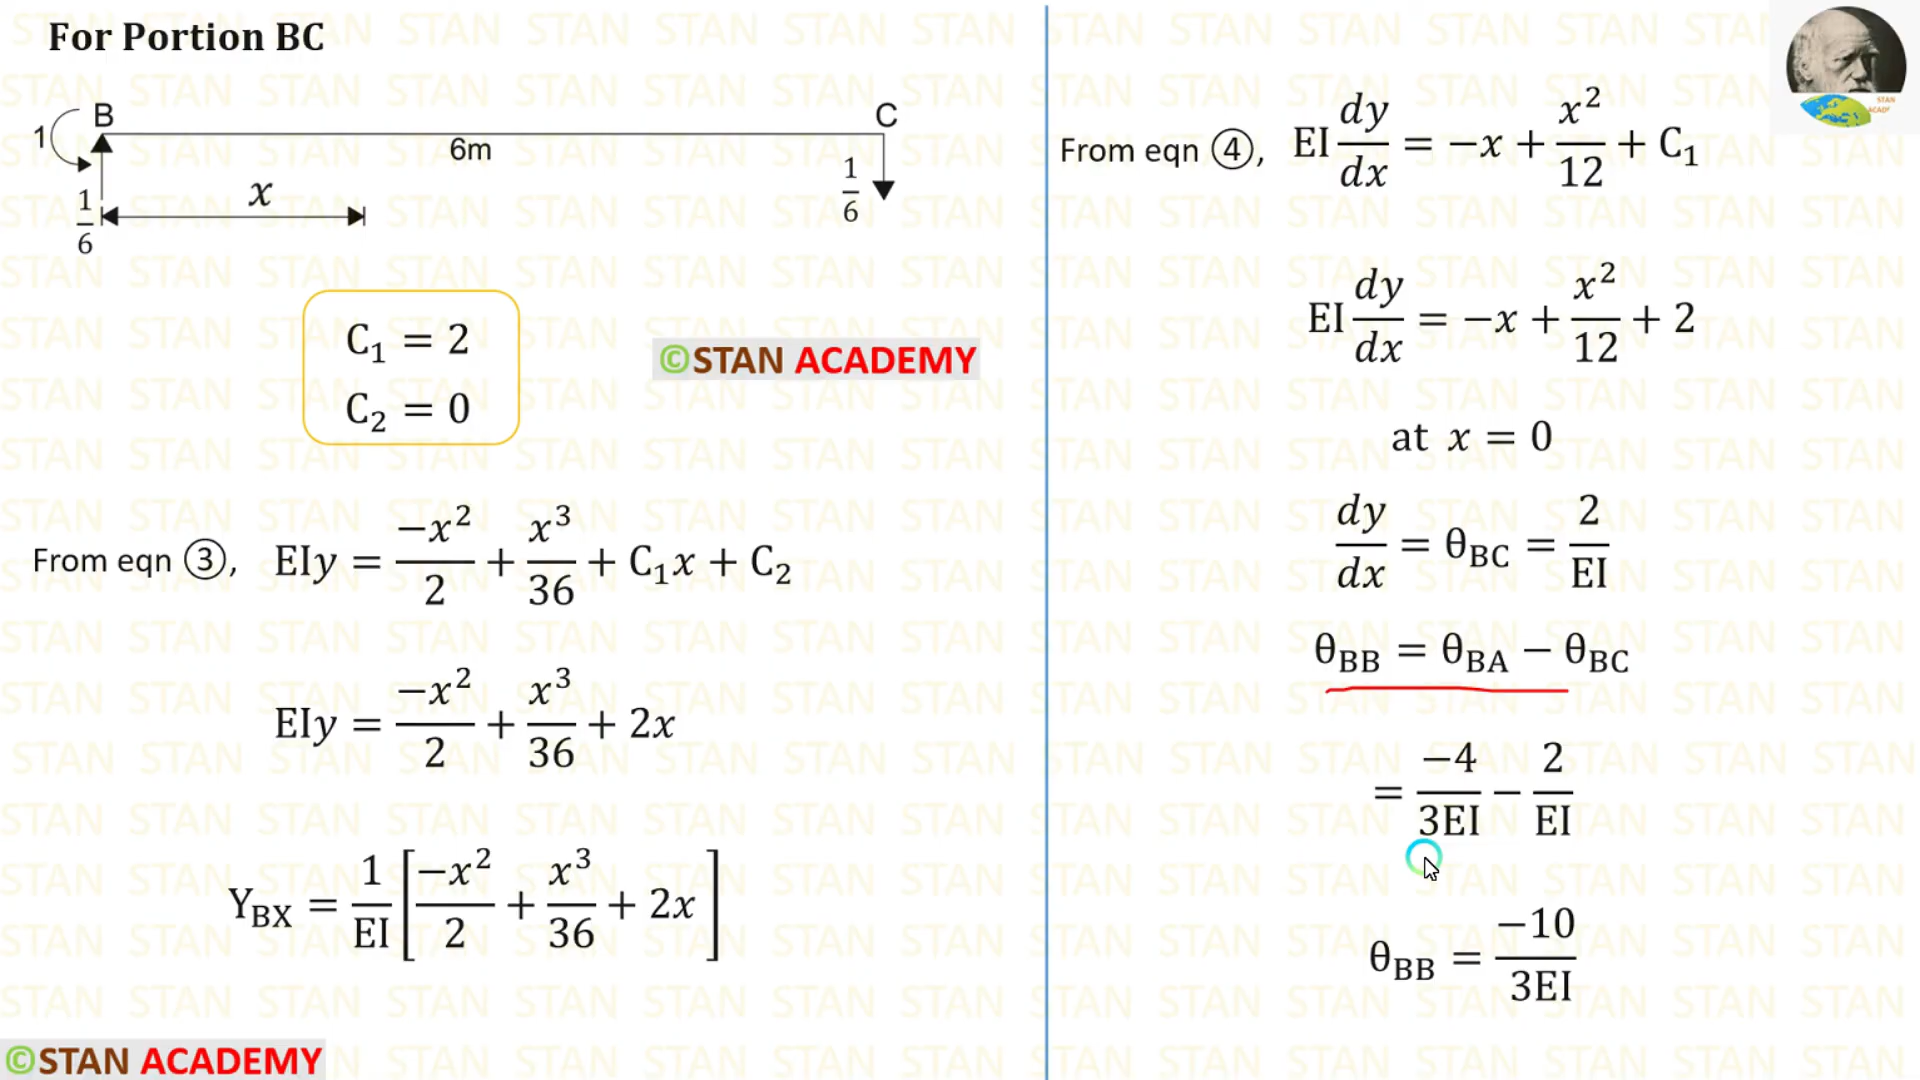 For Portion BC
B
C
1
6m
1/6
x
1/6
C₁ = 2
C₂ = 0
©STAN ACADEMY
From eqn ③, EIy = −x²/2 + x³/36 + C₁x + C₂
EIy = −x²/2 + x³/36 + 2x
Y_BX = 1/EI [−x²/2 + x³/36 + 2x]
©STAN ACADEMY
From eqn ④, EI dy/dx = −x + x²/12 + C₁
EI dy/dx = −x + x²/12 + 2
at x = 0
dy/dx = θ_BC = 2/EI
θ_BB = θ_BA − θ_BC
= −4/3EI − 2/EI
θ_BB = −10/3EI
STAN
ACADY